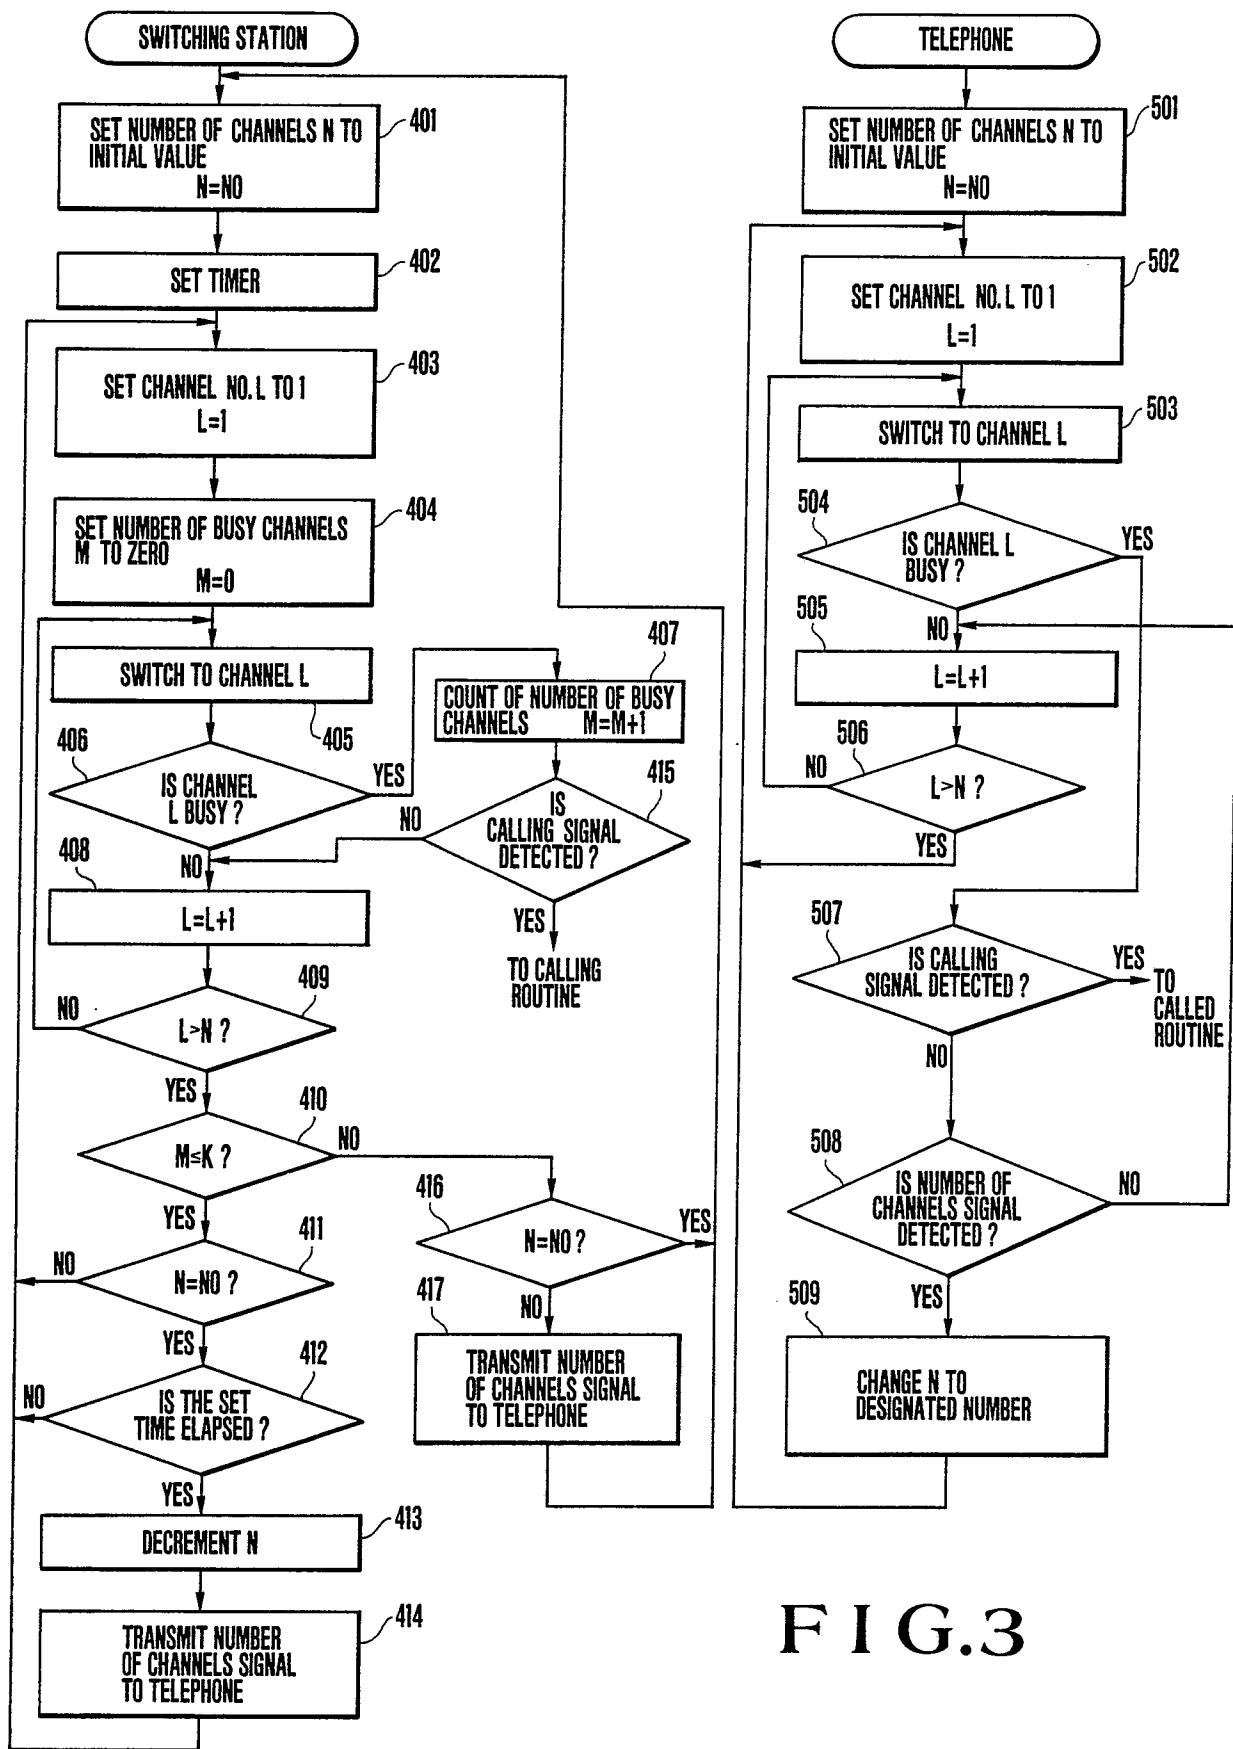 SWITCHING STATION
401
SET NUMBER OF CHANNELS N TO
INITIAL VALUE
N=NO
402
SET TIMER
403
SET CHANNEL NO. L TO 1
L=1
404
SET NUMBER OF BUSY CHANNELS
M TO ZERO
M=0
SWITCH TO CHANNEL L
405
406
IS CHANNEL
L BUSY ?
YES
NO
407
COUNT OF NUMBER OF BUSY
CHANNELS M=M+1
415
IS
CALLING SIGNAL
DETECTED ?
NO
YES
TO CALLING
ROUTINE
408
L=L+1
409
L>N ?
NO
YES
410
M≤K ?
NO
YES
411
N=NO ?
NO
YES
412
IS THE SET
TIME ELAPSED ?
NO
YES
413
DECREMENT N
414
TRANSMIT NUMBER
OF CHANNELS SIGNAL
TO TELEPHONE
416
N=NO ?
YES
NO
417
TRANSMIT NUMBER
OF CHANNELS SIGNAL
TO TELEPHONE
TELEPHONE
501
SET NUMBER OF CHANNELS N TO
INITIAL VALUE
N=NO
502
SET CHANNEL NO. L TO 1
L=1
503
SWITCH TO CHANNEL L
504
IS CHANNEL L
BUSY ?
YES
NO
505
L=L+1
506
L>N ?
NO
YES
507
IS CALLING
SIGNAL DETECTED ?
YES
TO
CALLED
ROUTINE
NO
508
IS NUMBER OF
CHANNELS SIGNAL
DETECTED ?
NO
YES
509
CHANGE N TO
DESIGNATED NUMBER
FIG.3